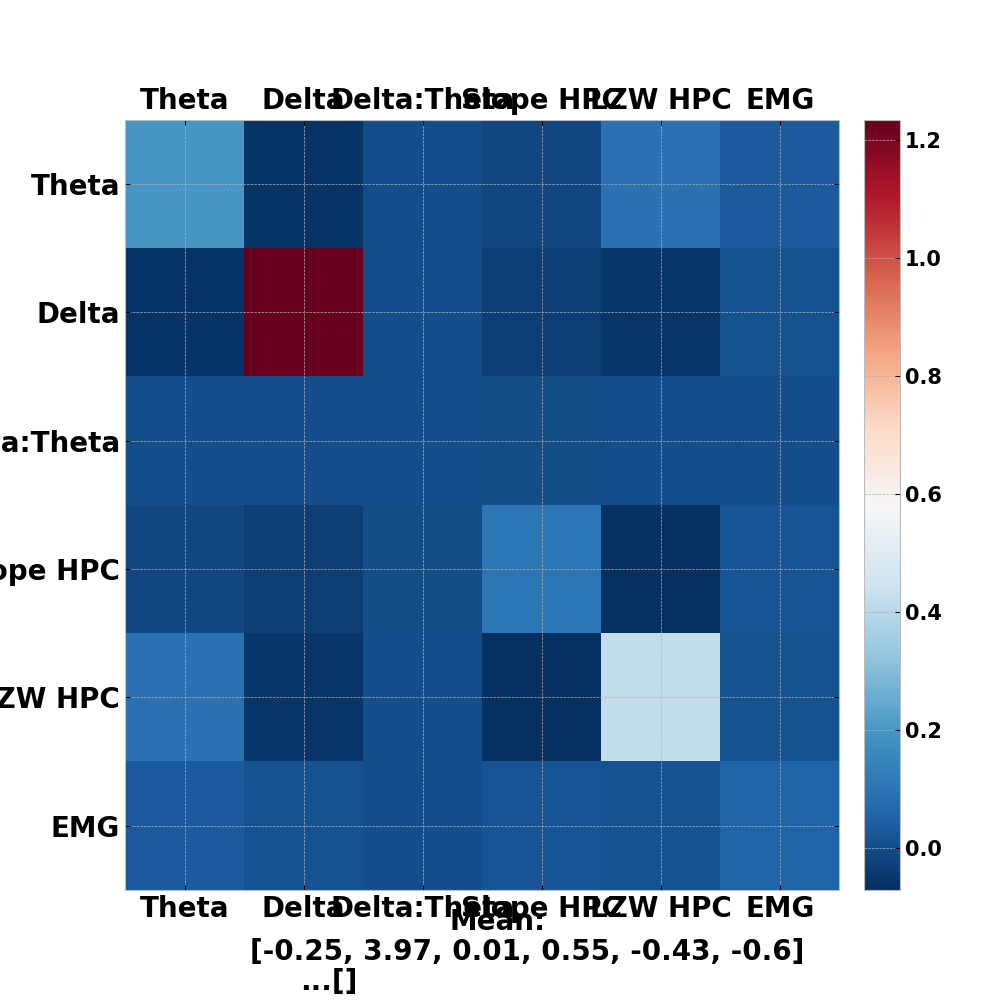 Theta Delta Delta:Theta Slope HPC LZW HPC EMG
1.2
Theta
1.0
Delta
0.8
a:Theta
0.6
ope HPC
0.4
ZW HPC
0.2
EMG
0.0
Theta Delta Delta:Theta Slope HPC LZW HPC EMG
Mean:
[-0.25, 3.97, 0.01, 0.55, -0.43, -0.6]
...[]